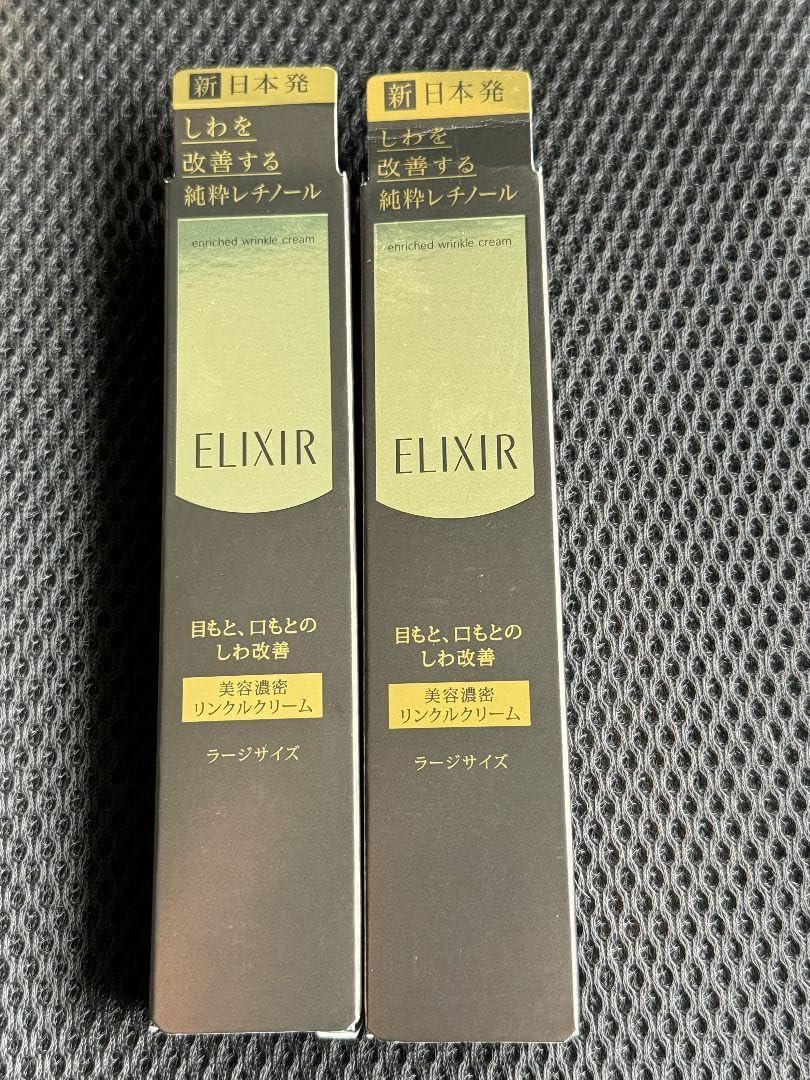 新 日本発
しわを
改善する
純粋レチノール
enriched wrinkle cream
ELIXIR
目もと、口もとの
しわ改善
美容濃密
リンクルクリーム
ラージサイズ
新 日本発
しわを
改善する
純粋レチノール
enriched wrinkle cream
ELIXIR
目もと、口もとの
しわ改善
美容濃密
リンクルクリーム
ラージサイズ